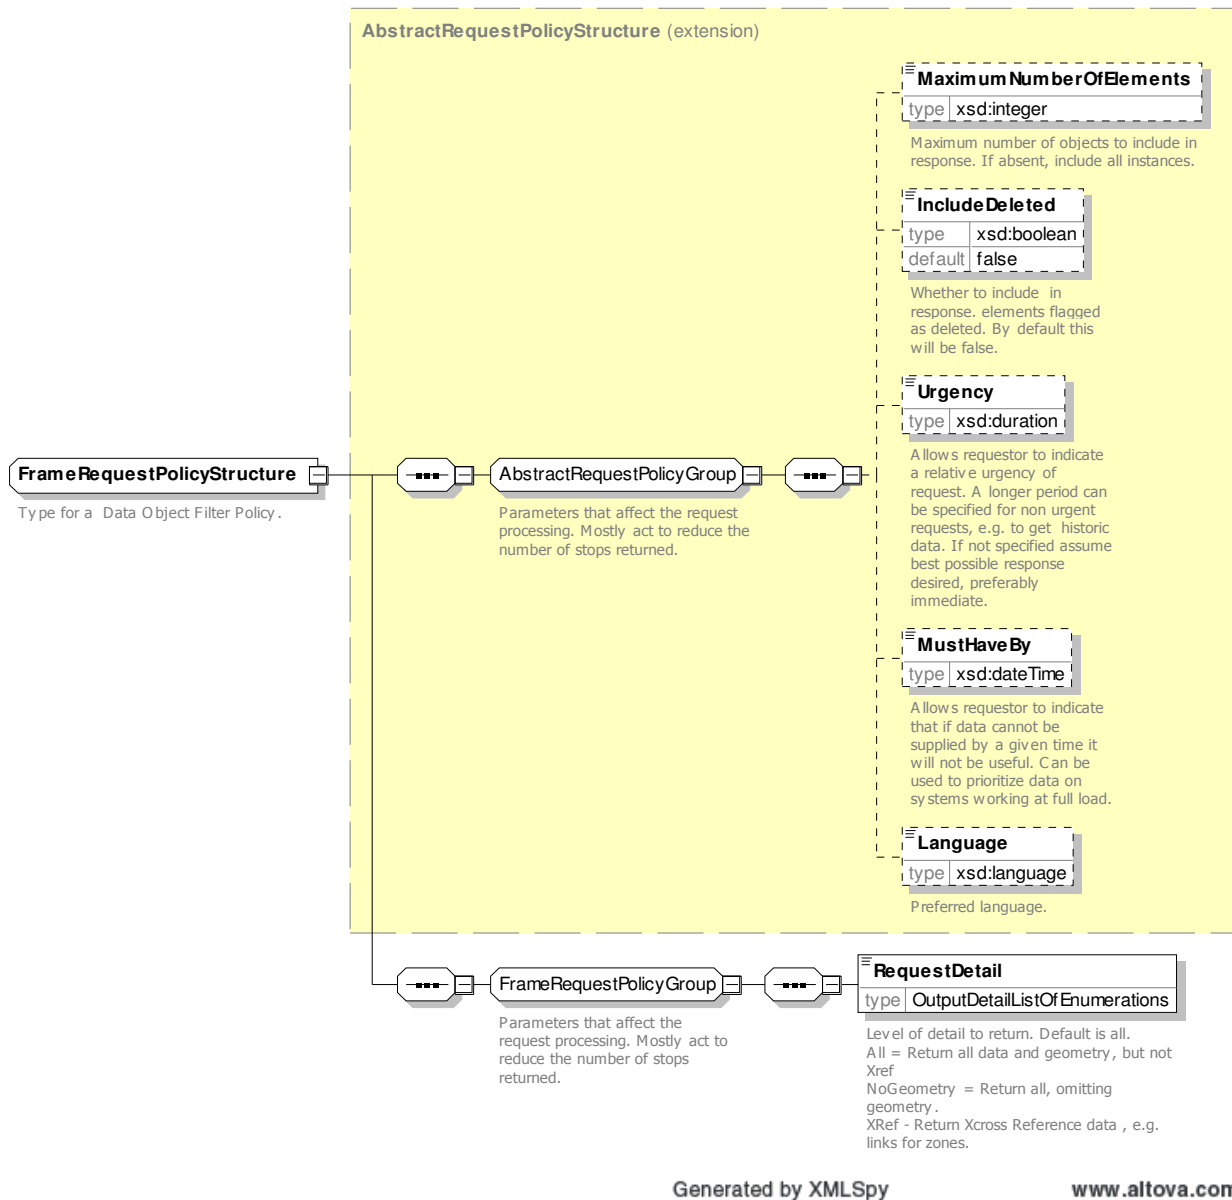 AbstractRequestPolicyStructure (extension)
MaximumNumberOfElements
type xsd:integer
Maximum number of objects to include in
response. If absent, include all instances.
IncludeDeleted
type xsd:boolean
default false
Whether to include in
response. elements flagged
as deleted. By default this
will be false.
Urgency
type xsd:duration
Allows requestor to indicate
a relative urgency of
request. A longer period can
be specified for non urgent
requests, e.g. to get historic
data. If not specified assume
best possible response
desired, preferably
immediate.
FrameRequestPolicyStructure
Type for a Data Object Filter Policy.
AbstractRequestPolicyGroup
Parameters that affect the request
processing. Mostly act to reduce the
number of stops returned.
MustHaveBy
type xsd:dateTime
Allows requestor to indicate
that if data cannot be
supplied by a given time it
will not be useful. Can be
used to prioritize data on
systems working at full load.
Language
type xsd:language
Preferred language.
FrameRequestPolicyGroup
Parameters that affect the
request processing. Mostly act to
reduce the number of stops
returned.
RequestDetail
type OutputDetailListOfEnumerations
Level of detail to return. Default is all.
All = Return all data and geometry, but not
Xref
NoGeometry = Return all, omitting
geometry.
XRef - Return Xcross Reference data , e.g.
links for zones.
Generated by XMLSpy
www.altova.com